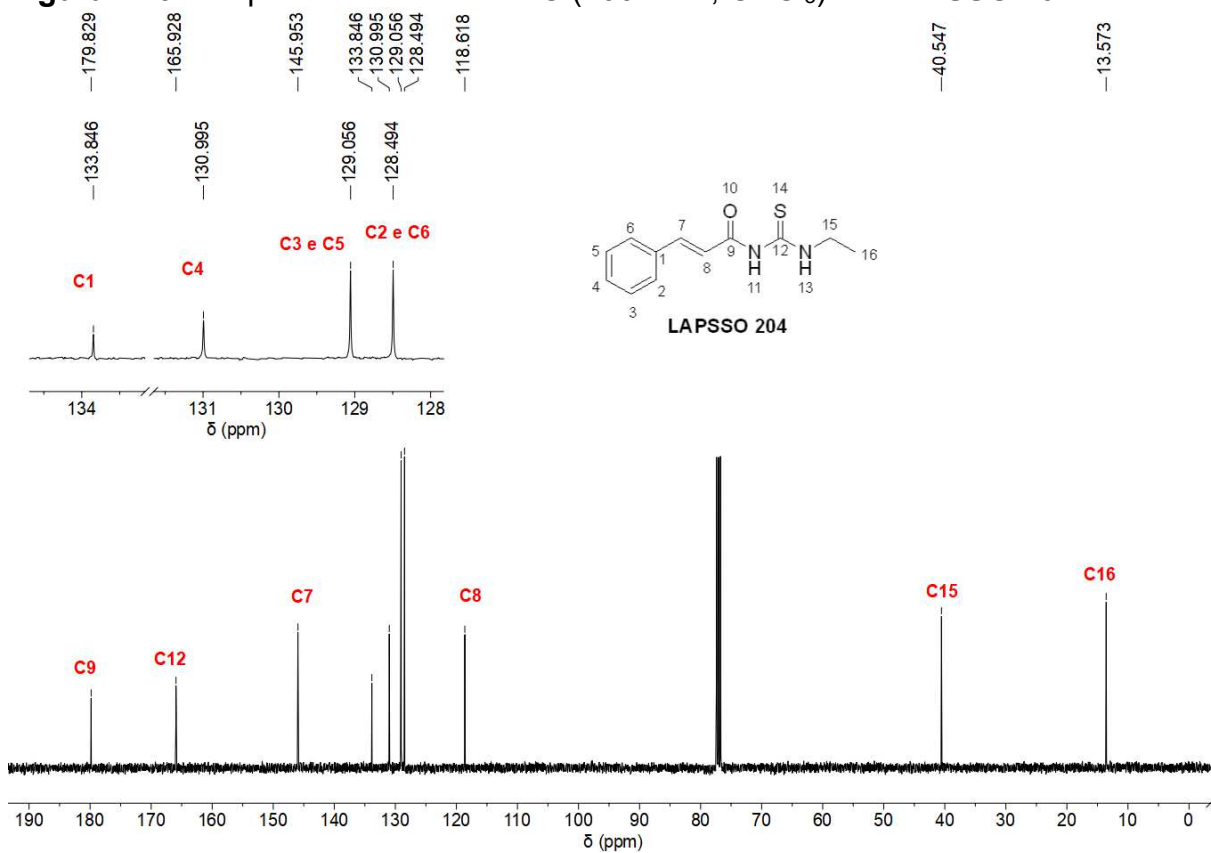 179.829
165.928
145.953
133.846
130.995
129.056
128.494
118.618
40.547
13.573
133.846
130.995
129.056
128.494
C1
C4
C3 e C5
C2 e C6
134 131 130 129 128
δ (ppm)
10 14
O S
7 15
6
5 1 9 N 12 N 16
8 H H
4 2 11 13
3
LAPSSO 204
C9
C12
C7
C8
C15
C16
190 180 170 160 150 140 130 120 110 100 90 80 70 60 50 40 30 20 10 0
δ (ppm)